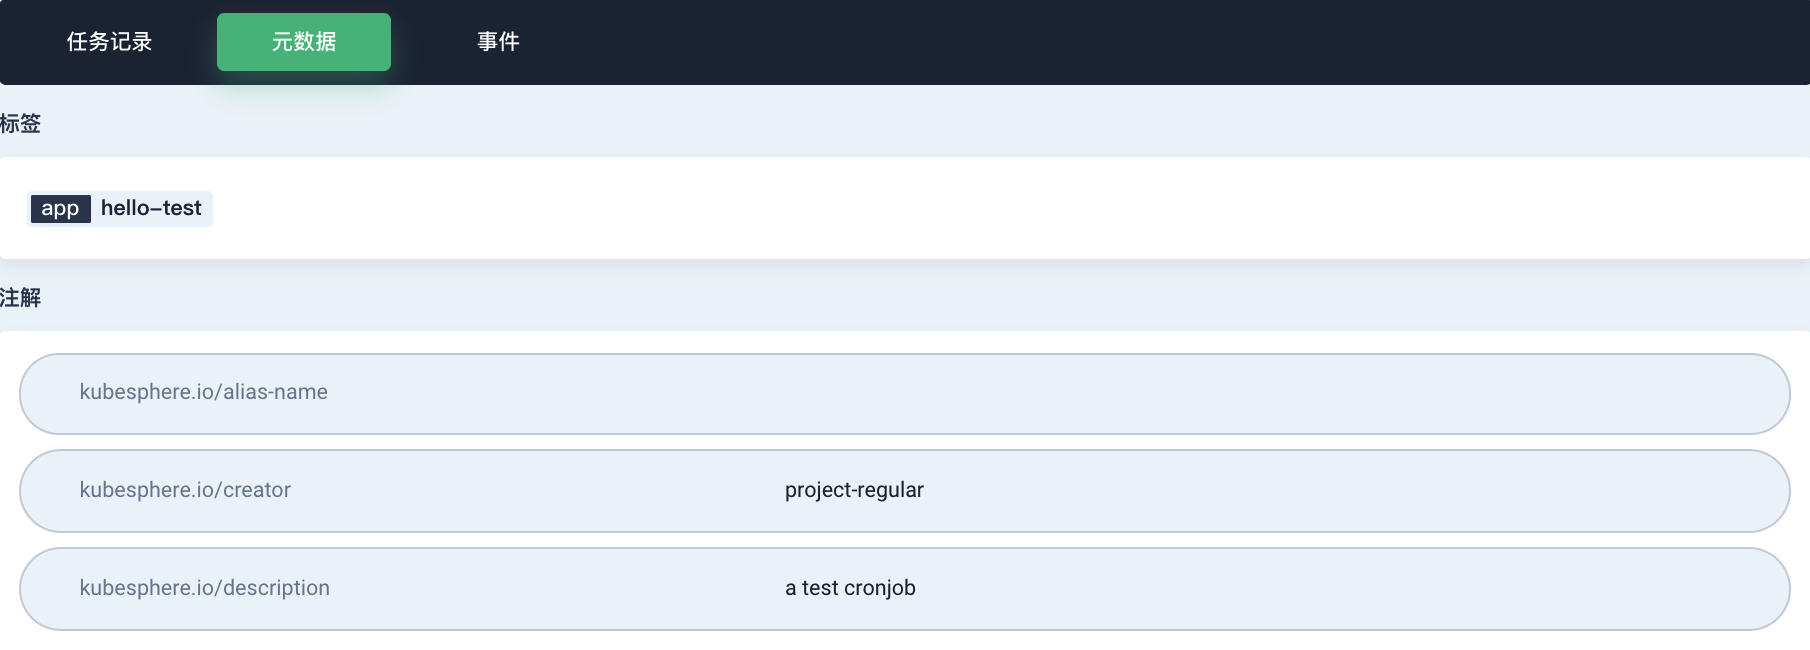 任务记录 元数据 事件
标签
app hello-test
注解
kubesphere.io/alias-name
kubesphere.io/creator project-regular
kubesphere.io/description a test cronjob